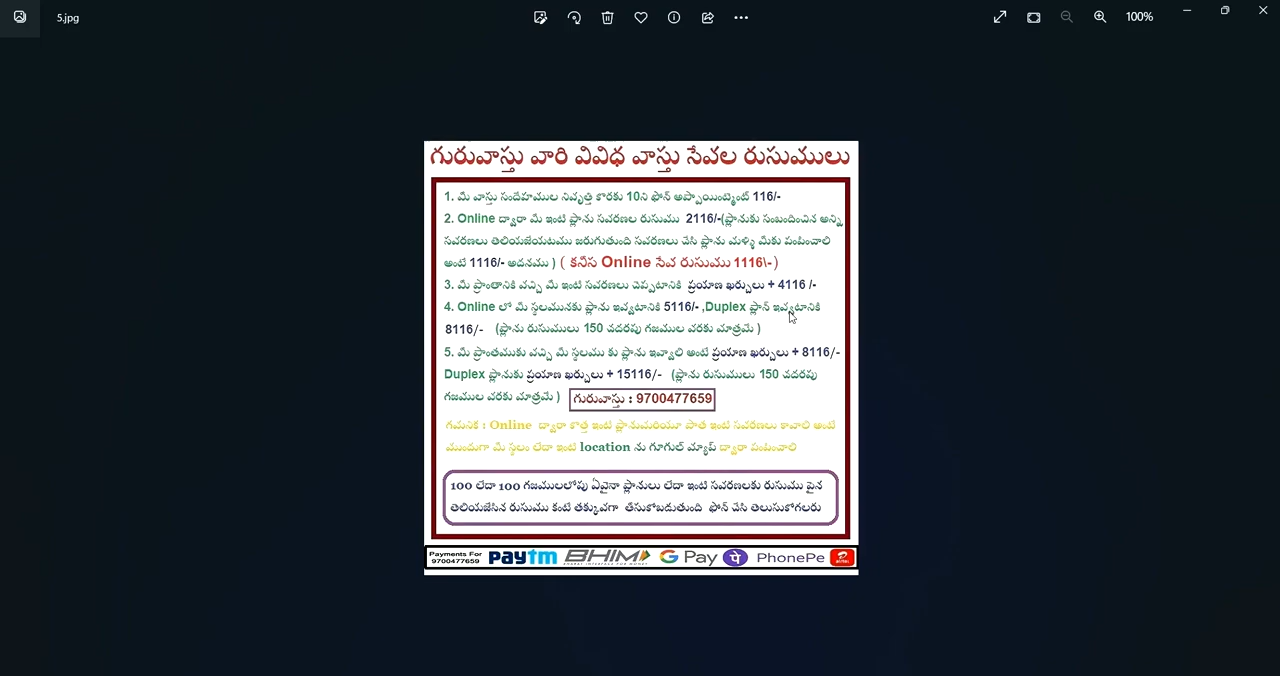 5.jpg
100%
గురువాస్తు వారి వివిధ వాస్తు సేవల రుసుములు
1. మీ వాస్తు సందేహముల నివృత్తి కొరకు 10ని ఫోన్ అప్పాయింట్మెంట్ 116/-
2. Online ద్వారా మీ ఇంటి ప్లాను సవరణల రుసుము 2116/-(ప్లానుకు సంబందించిన అన్ని
సవరణలు తెలియజేయటము జరుగుతుంది సవరణలు చేసి ప్లాను మళ్ళి మీకు పంపించాలి
అంటే 1116/- అదనము ) ( కనీస Online సేవ రుసుము 1116\-)
3. మీ ప్రాంతానికి వచ్చి మీ ఇంటి సవరణలు చెప్పటానికి ప్రయాణ ఖర్చులు + 4116 /-
4. Online లో మీ స్థలమునకు ప్లాను ఇవ్వటానికి 5116/- ,Duplex ప్లాన్ ఇవ్వటానికి
8116/- (ప్లాను రుసుములు 150 చదరపు గజముల వరకు మాత్రమే )
5. మీ ప్రాంతముకు వచ్చి మీ స్థలము కు ప్లాను ఇవ్వాలి అంటే ప్రయాణ ఖర్చులు + 8116/-
Duplex ప్లానుకు ప్రయాణ ఖర్చులు + 15116/- (ప్లాను రుసుములు 150 చదరపు
గజముల వరకు మాత్రమే ) గురువాస్తు : 9700477659
గమనిక : Online ద్వారా కొత్త ఇంటి ప్లానుమరియూ పాత ఇంటి సవరణలు కావాలి అంటే
ముందుగా మీ స్థలం లేదా ఇంటి location ను గూగుల్ మ్యాప్ ద్వారా పంపించాలి
100 లేదా 100 గజములలోపు ఏవైనా ప్లానులు లేదా ఇంటి సవరణలకు రుసుము పైన
తెలియజేసిన రుసుము కంటే తక్కువగా తీసుకోబడుతుంది ఫోన్ చేసి తెలుసుకోగలరు
Payments For
9700477659
paytm BHIM G Pay PhonePe airtel